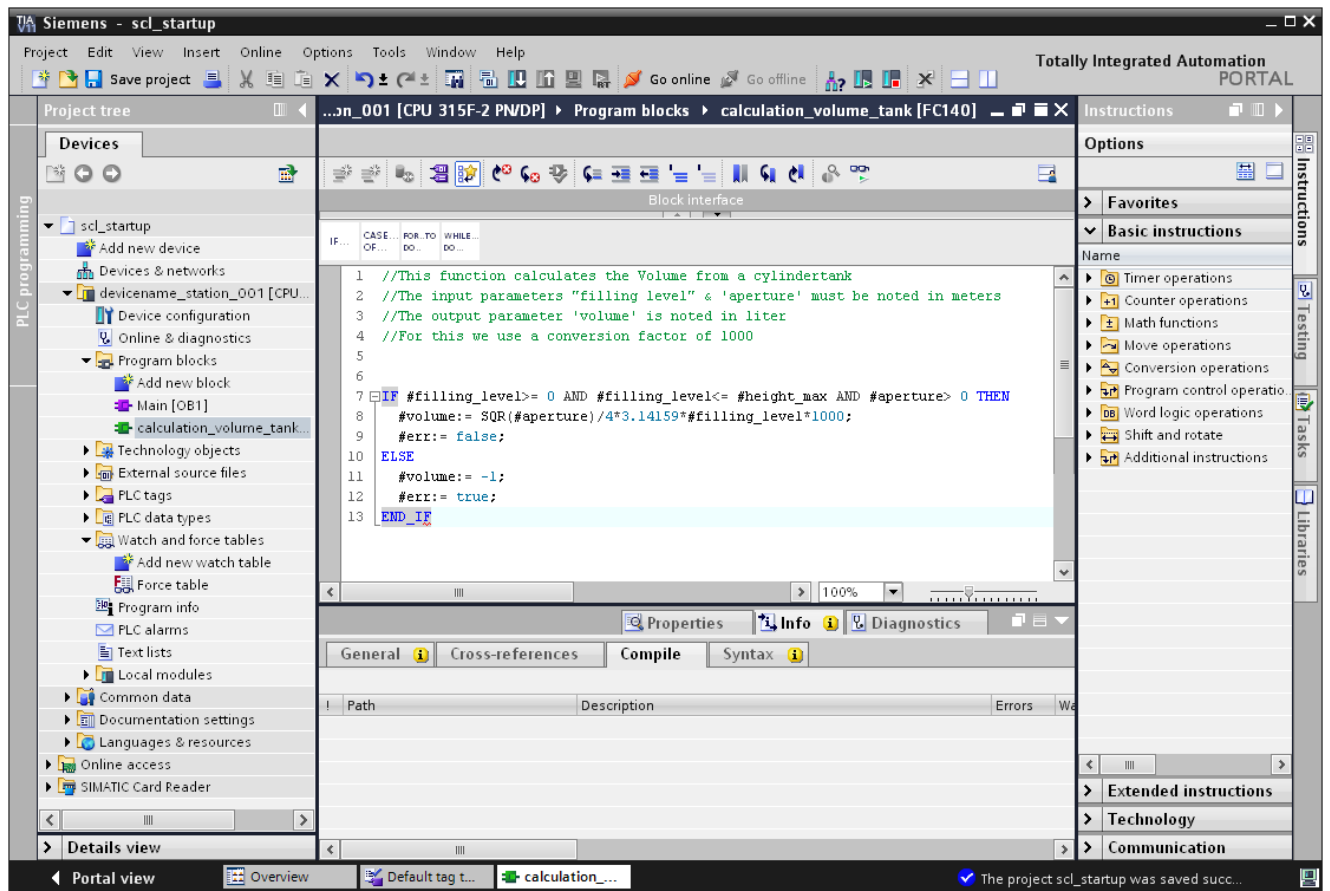 Siemens - scl_startup
Project Edit View Insert Online Options Tools Window Help
Totally Integrated Automation
PORTAL
Save project
Go online
Go offline
Project tree
Devices
PLC programming
scl_startup
Add new device
Devices & networks
devicename_station_001 [CPU...
Device configuration
Online & diagnostics
Program blocks
Add new block
Main [OB1]
calculation_volume_tank...
Technology objects
External source files
PLC tags
PLC data types
Watch and force tables
Add new watch table
Force table
Program info
PLC alarms
Text lists
Local modules
Common data
Documentation settings
Languages & resources
Online access
SIMATIC Card Reader
Details view
...on_001 [CPU 315F-2 PN/DP] Program blocks calculation_volume_tank [FC140]
Block interface
IF... CASE... OF... FOR..TO DO... WHILE... DO...
1 //This function calculates the Volume from a cylindertank
2 //The input parameters "filling level" & 'aperture' must be noted in meters
3 //The output parameter 'volume' is noted in liter
4 //For this we use a conversion factor of 1000
5
6
7 IF #filling_level>= 0 AND #filling_level<= #height_max AND #aperture> 0 THEN
8 #volume:= SQR(#aperture)/4*3.14159*#filling_level*1000;
9 #err:= false;
10 ELSE
11 #volume:= -1;
12 #err:= true;
13 END_IF
100%
Properties Info Diagnostics
General Cross-references Compile Syntax
! Path Description Errors Wa
Instructions
Options
Favorites
Basic instructions
Name
Timer operations
Counter operations
Math functions
Move operations
Conversion operations
Program control operatio...
Word logic operations
Shift and rotate
Additional instructions
Extended instructions
Technology
Communication
Instructions
Testing
Tasks
Libraries
Portal view
Overview
Default tag t...
calculation_...
The project scl_startup was saved succ...